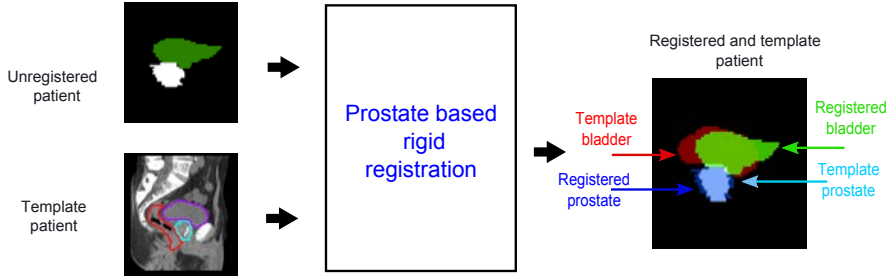 Unregistered
patient
Template
patient
Prostate based
rigid
registration
Registered and template
patient
Template
bladder
Registered
bladder
Registered
prostate
Template
prostate